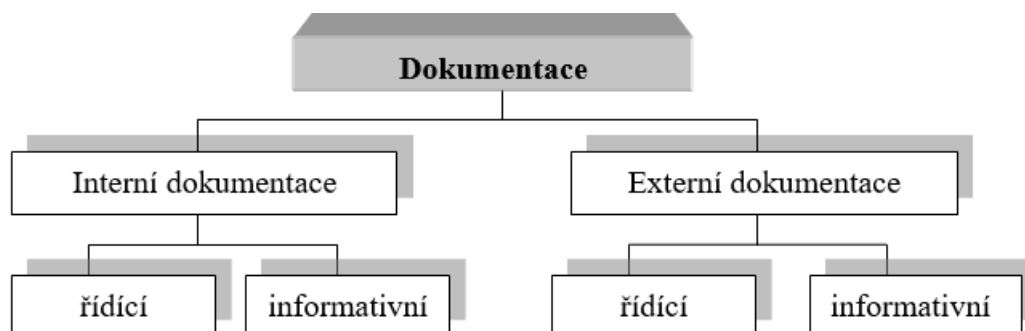 Dokumentace
Interní dokumentace
Externí dokumentace
řídící
informativní
řídící
informativní